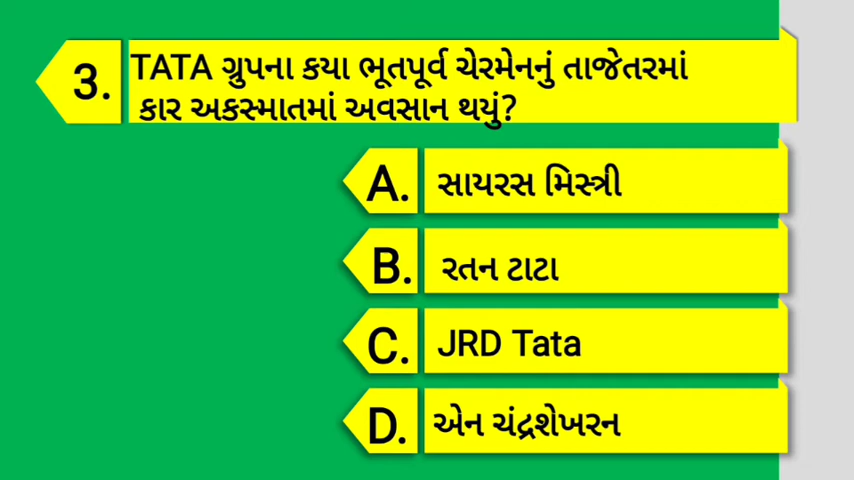 3. TATA ગ્રુપના કયા ભૂતપૂર્વ ચેરમેનનું તાજેતરમાં
કાર અકસ્માતમાં અવસાન થયું?
A. સાયરસ મિસ્ત્રી
B. રતન ટાટા
C. JRD Tata
D. એન ચંદ્રશેખરન